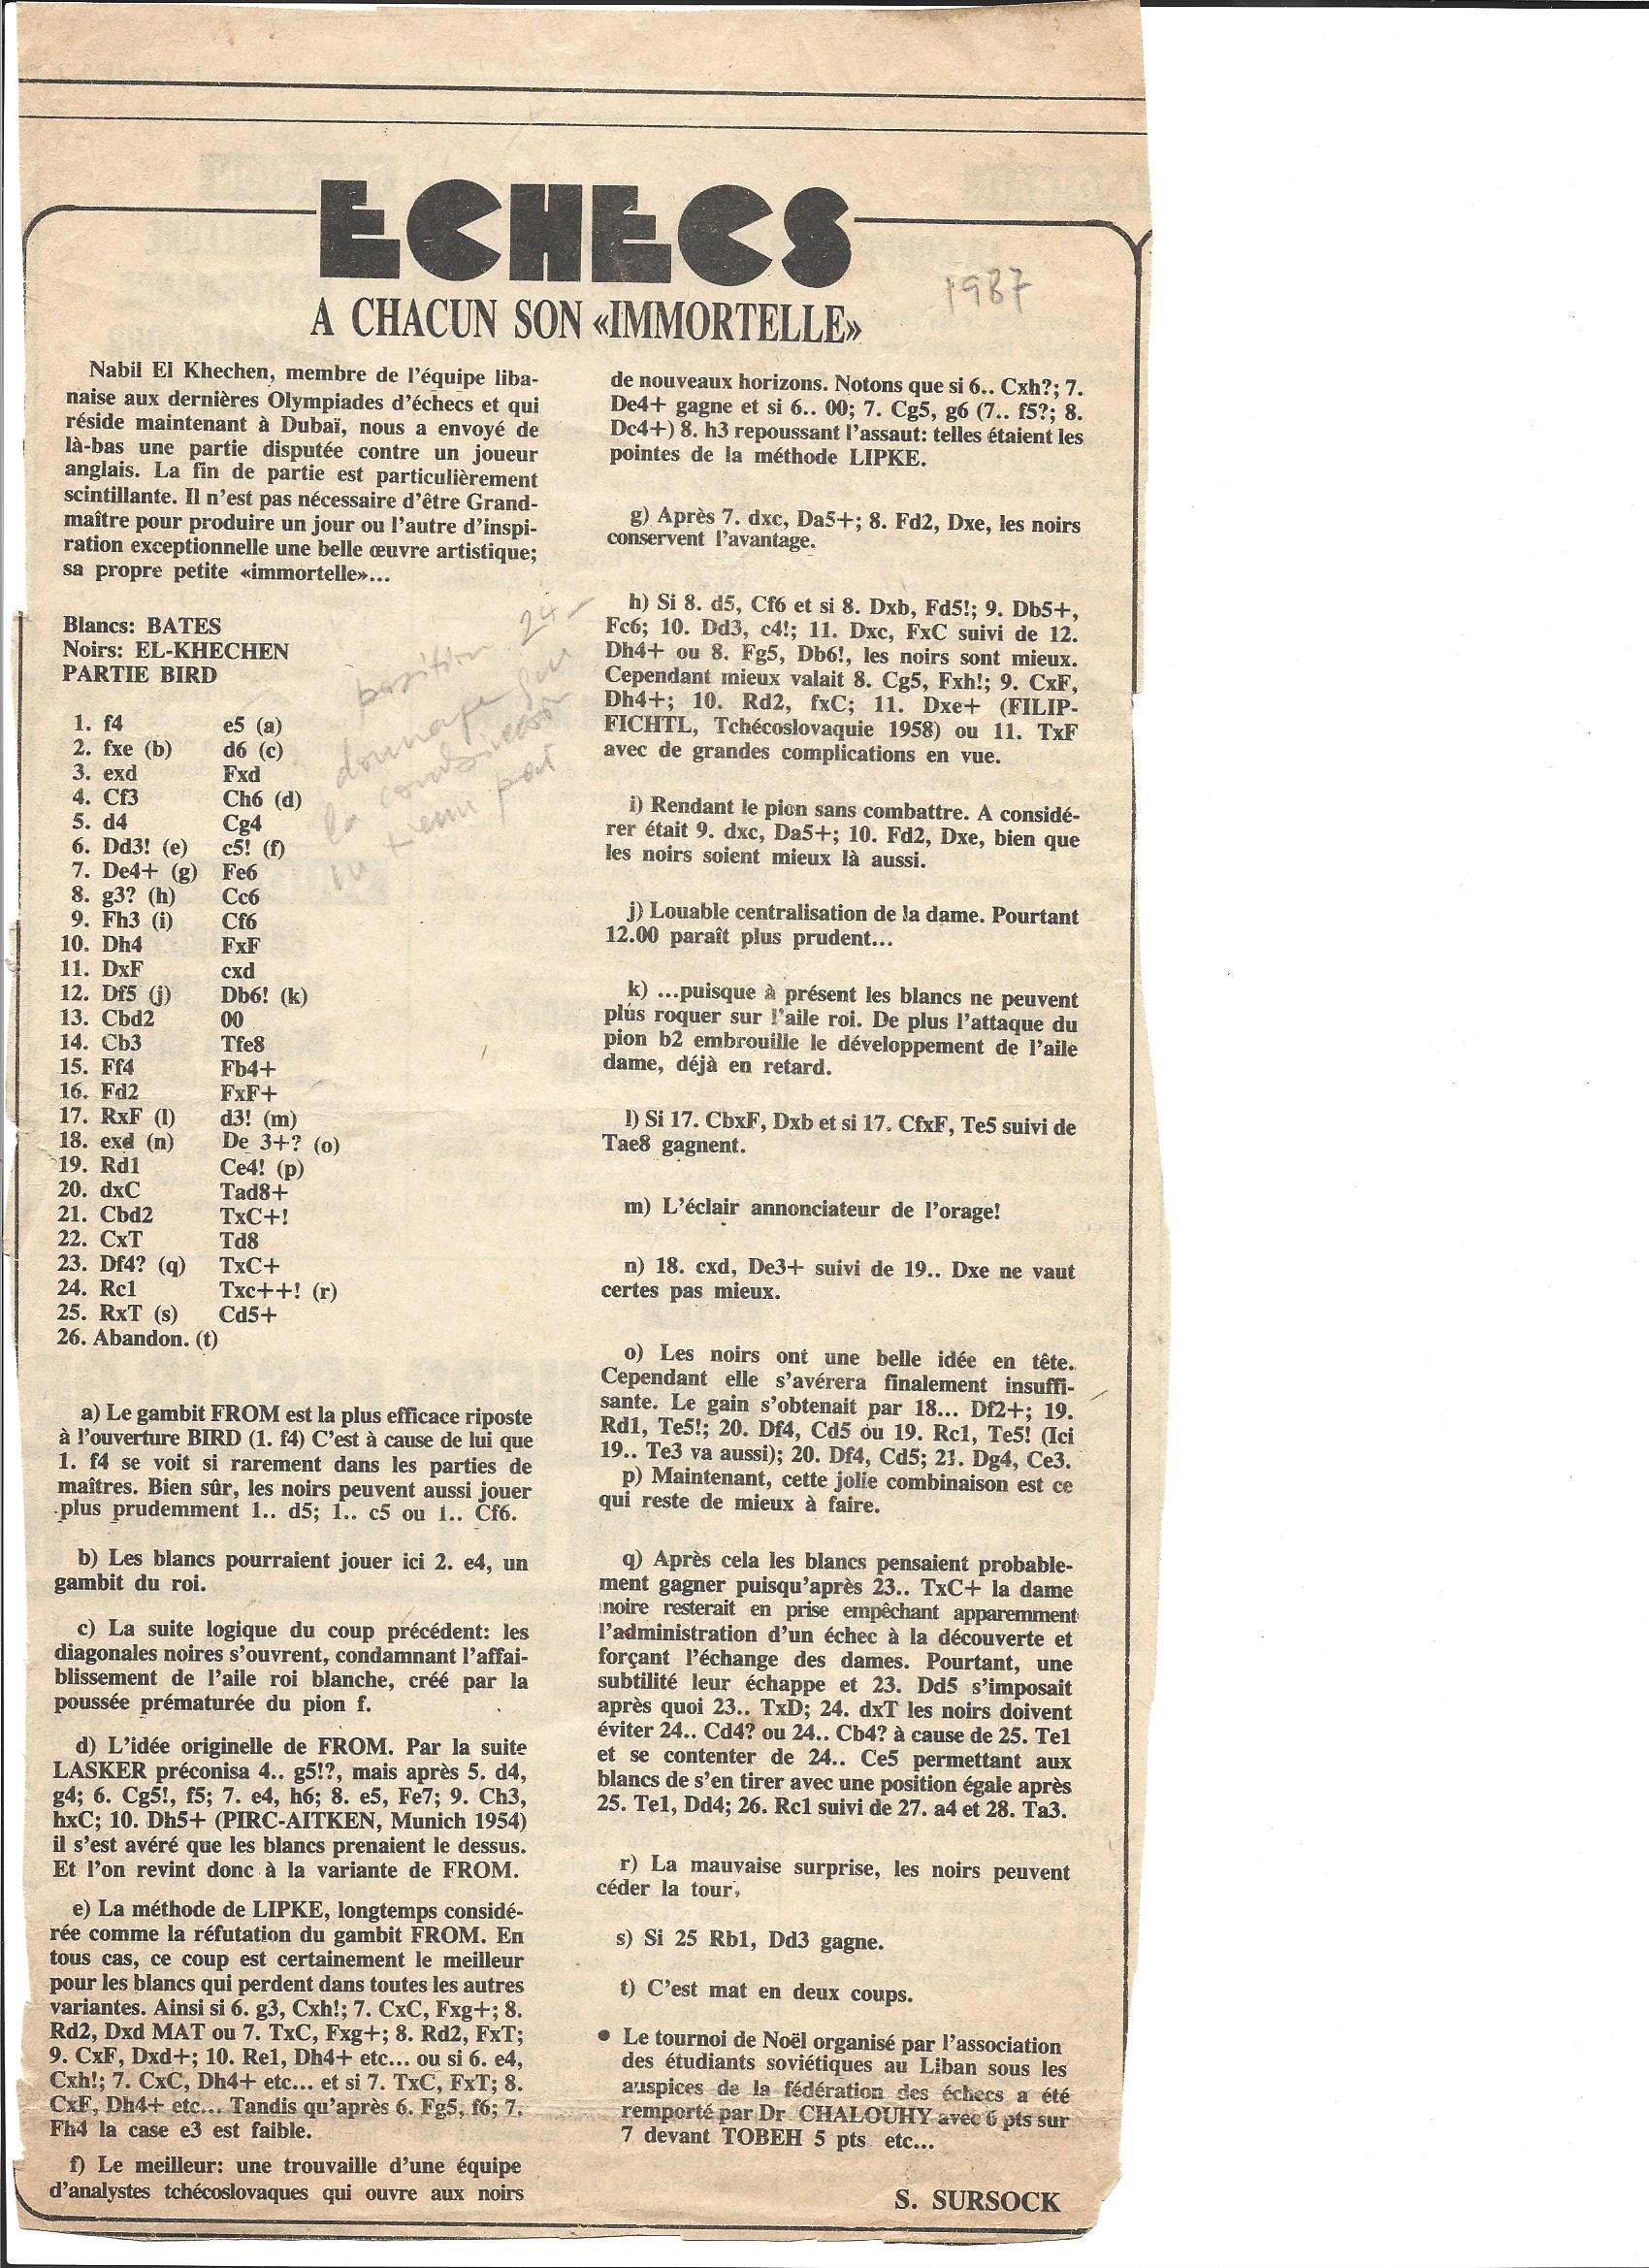 ECHECS
1987
A CHACUN SON «IMMORTELLE»
Nabil El Khechen, membre de l'équipe liba-
naise aux dernières Olympiades d'échecs et qui
réside maintenant à Dubaï, nous a envoyé de
là-bas une partie disputée contre un joueur
anglais. La fin de partie est particulièrement
scintillante. Il n'est pas nécessaire d'être Grand-
maître pour produire un jour ou l'autre d'inspi-
ration exceptionnelle une belle œuvre artistique;
sa propre petite «immortelle»...
Blancs: BATES
Noirs: EL-KHECHEN
PARTIE BIRD
position 24
la
1. f4 e5 (a)
2. fxe (b) d6 (c)
3. exd Fxd
4. Cf3 Ch6 (d)
5. d4 Cg4
6. Dd3! (e) c5! (f)
7. De4+ (g) Fe6
8. g3? (h) Cc6
9. Fh3 (i) Cf6
10. Dh4 FxF
11. DxF cxd
12. Df5 (j) Db6! (k)
13. Cbd2 00
14. Cb3 Tfe8
15. Ff4 Fb4+
16. Fd2 FxF+
17. RxF (l) d3! (m)
18. exd (n) De 3+? (o)
19. Rd1 Ce4! (p)
20. dxC Tad8+
21. Cbd2 TxC+!
22. CxT Td8
23. Df4? (q) TxC+
24. Rc1 Txc++! (r)
25. RxT (s) Cd5+
26. Abandon. (t)
a) Le gambit FROM est la plus efficace riposte
à l'ouverture BIRD (1. f4) C'est à cause de lui que
1. f4 se voit si rarement dans les parties de
maîtres. Bien sûr, les noirs peuvent aussi jouer
plus prudemment 1.. d5; 1.. c5 ou 1.. Cf6.
b) Les blancs pourraient jouer ici 2. e4, un
gambit du roi.
c) La suite logique du coup précédent: les
diagonales noires s'ouvrent, condamnant l'affai-
blissement de l'aile roi blanche, créé par la
poussée prématurée du pion f.
d) L'idée originelle de FROM. Par la suite
LASKER préconisa 4.. g5!?, mais après 5. d4,
g4; 6. Cg5!, f5; 7. e4, h6; 8. e5, Fe7; 9. Ch3,
hxC; 10. Dh5+ (PIRC-AITKEN, Munich 1954)
il s'est avéré que les blancs prenaient le dessus.
Et l'on revint donc à la variante de FROM.
e) La méthode de LIPKE, longtemps considé-
rée comme la réfutation du gambit FROM. En
tous cas, ce coup est certainement le meilleur
pour les blancs qui perdent dans toutes les autres
variantes. Ainsi si 6. g3, Cxh!; 7. CxC, Fxg+; 8.
Rd2, Dxd MAT ou 7. TxC, Fxg+; 8. Rd2, FxT;
9. CxF, Dxd+; 10. Re1, Dh4+ etc... ou si 6. e4,
Cxh!; 7. CxC, Dh4+ etc... et si 7. TxC, FxT; 8.
CxF, Dh4+ etc... Tandis qu'après 6. Fg5, f6; 7.
Fh4 la case e3 est faible.
f) Le meilleur: une trouvaille d'une équipe
d'analystes tchécoslovaques qui ouvre aux noirs
de nouveaux horizons. Notons que si 6.. Cxh?; 7.
De4+ gagne et si 6.. 00; 7. Cg5, g6 (7.. f5?; 8.
Dc4+) 8. h3 repoussant l'assaut: telles étaient les
pointes de la méthode LIPKE.
g) Après 7. dxc, Da5+; 8. Fd2, Dxe, les noirs
conservent l'avantage.
h) Si 8. d5, Cf6 et si 8. Dxb, Fd5!; 9. Db5+,
Fc6; 10. Dd3, c4!; 11. Dxc, FxC suivi de 12.
Dh4+ ou 8. Fg5, Db6!, les noirs sont mieux.
Cependant mieux valait 8. Cg5, Fxh!; 9. CxF,
Dh4+; 10. Rd2, fxC; 11. Dxe+ (FILIP-
FICHTL, Tchécoslovaquie 1958) ou 11. TxF
avec de grandes complications en vue.
i) Rendant le pion sans combattre. A considé-
rer était 9. dxc, Da5+; 10. Fd2, Dxe, bien que
les noirs soient mieux là aussi.
j) Louable centralisation de la dame. Pourtant
12.00 paraît plus prudent...
k) ...puisque à présent les blancs ne peuvent
plus roquer sur l'aile roi. De plus l'attaque du
pion b2 embrouille le développement de l'aile
dame, déjà en retard.
l) Si 17. CbxF, Dxb et si 17. CfxF, Te5 suivi de
Tae8 gagnent.
m) L'éclair annonciateur de l'orage!
n) 18. cxd, De3+ suivi de 19.. Dxe ne vaut
certes pas mieux.
o) Les noirs ont une belle idée en tête.
Cependant elle s'avérera finalement insuffi-
sante. Le gain s'obtenait par 18... Df2+; 19.
Rd1, Te5!; 20. Df4, Cd5 ou 19. Rc1, Te5! (Ici
19.. Te3 va aussi); 20. Df4, Cd5; 21. Dg4, Ce3.
p) Maintenant, cette jolie combinaison est ce
qui reste de mieux à faire.
q) Après cela les blancs pensaient probable-
ment gagner puisqu'après 23.. TxC+ la dame
noire resterait en prise empêchant apparemment
l'administration d'un échec à la découverte et
forçant l'échange des dames. Pourtant, une
subtilité leur échappe et 23. Dd5 s'imposait
après quoi 23.. TxD; 24. dxT les noirs doivent
éviter 24.. Cd4? ou 24.. Cb4? à cause de 25. Te1
et se contenter de 24.. Ce5 permettant aux
blancs de s'en tirer avec une position égale après
25. Te1, Dd4; 26. Rc1 suivi de 27. a4 et 28. Ta3.
r) La mauvaise surprise, les noirs peuvent
céder la tour,
s) Si 25 Rb1, Dd3 gagne.
t) C'est mat en deux coups.
• Le tournoi de Noël organisé par l'association
des étudiants soviétiques au Liban sous les
auspices de la fédération des échecs a été
remporté par Dr CHALOUHY avec 6 pts sur
7 devant TOBEH 5 pts etc...
S. SURSOCK